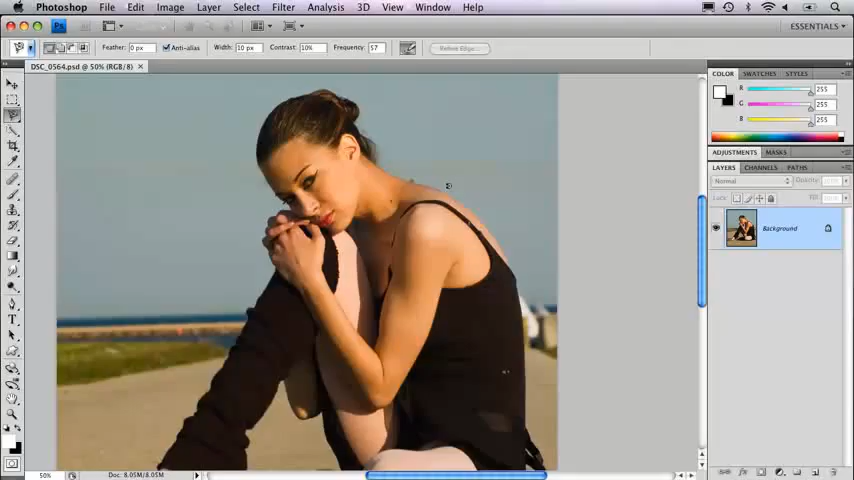 Photoshop File Edit Image Layer Select Filter Analysis 3D View Window Help
ESSENTIALS
Feather: 0 px Anti-alias Width: 10 px Contrast: 10% Frequency: 57 Refine Edge...
DSC_0564.psd @ 50% (RGB/8)
COLOR SWATCHES STYLES
R 255
G 255
B 255
ADJUSTMENTS MASKS
LAYERS CHANNELS PATHS
Normal Opacity:
Lock: Fill:
Background
50% Doc: 8.05M/8.05M